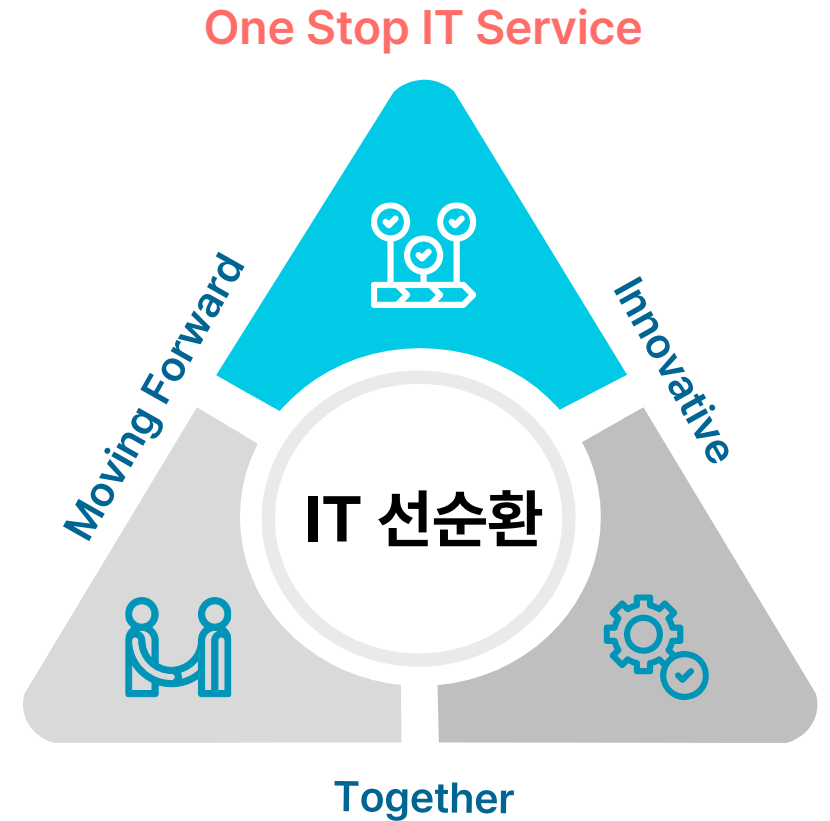 One Stop IT Service
Moving Forward
Innovative
IT 선순환
Together